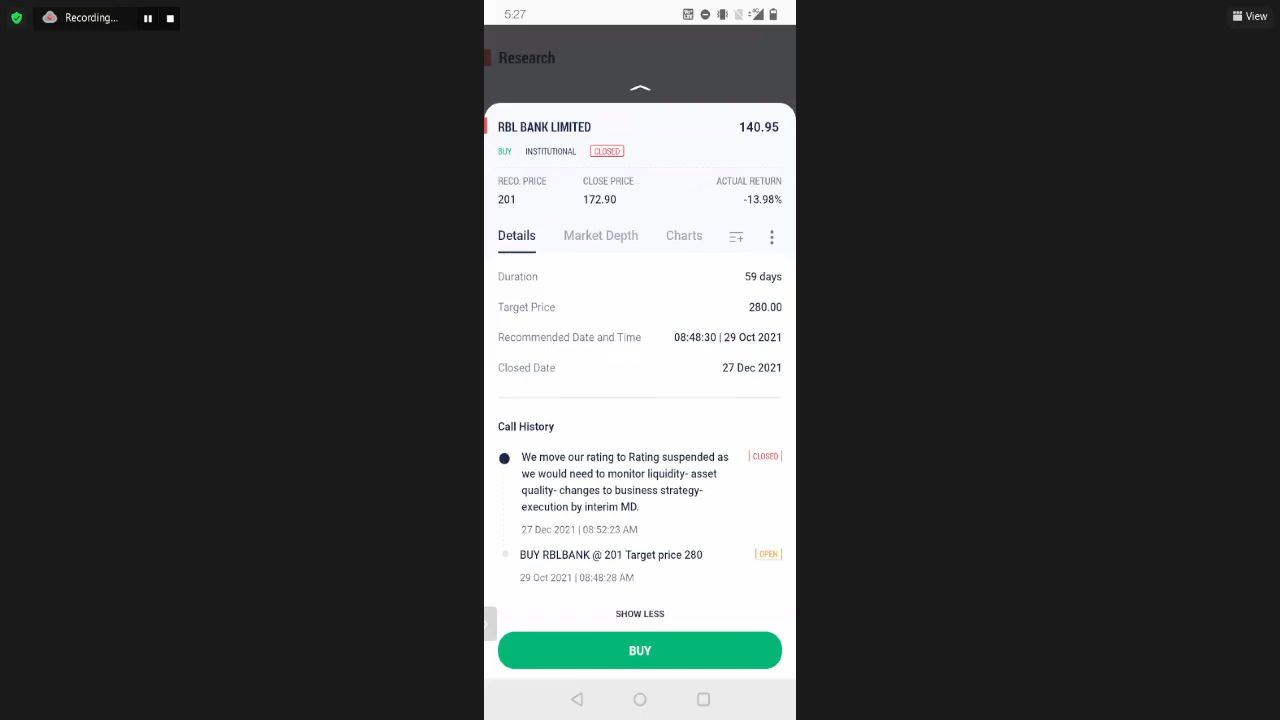 Recording...
View
5:27
Research
RBL BANK LIMITED 140.95
BUY INSTITUTIONAL CLOSED
RECO. PRICE CLOSE PRICE ACTUAL RETURN
201 172.90 -13.98%
Details Market Depth Charts
Duration 59 days
Target Price 280.00
Recommended Date and Time 08:48:30 | 29 Oct 2021
Closed Date 27 Dec 2021
Call History
We move our rating to Rating suspended as CLOSED
we would need to monitor liquidity- asset
quality- changes to business strategy-
execution by interim MD.
27 Dec 2021 | 08:52:23 AM
BUY RBLBANK @ 201 Target price 280 OPEN
29 Oct 2021 | 08:48:28 AM
SHOW LESS
BUY